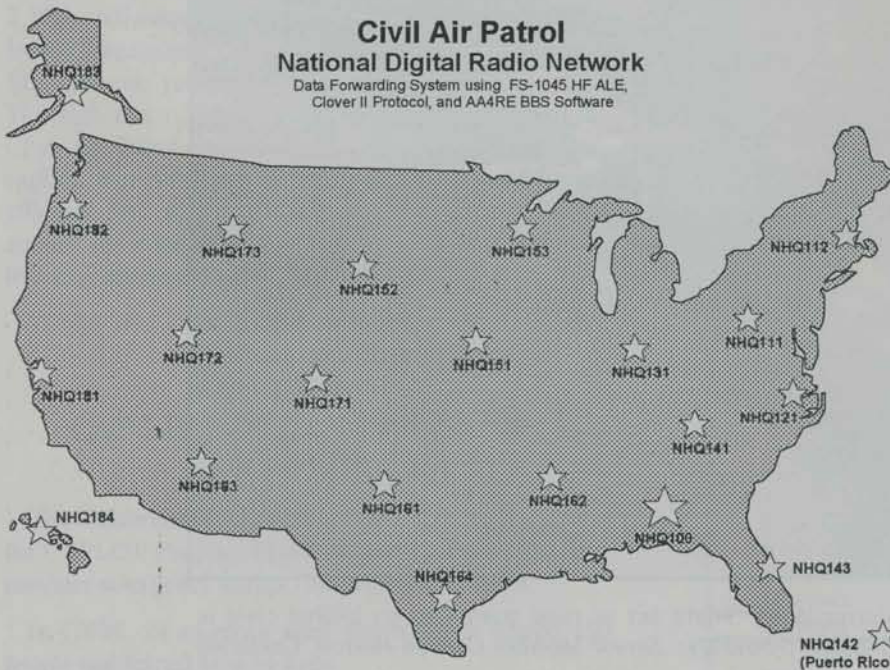 Civil Air Patrol
National Digital Radio Network
Data Forwarding System using FS-1045 HF ALE,
Clover II Protocol, and AA4RE BBS Software
NHQ183
NHQ182
NHQ173
NHQ153
NHQ112
NHQ152
NHQ172
NHQ151
NHQ131
NHQ111
NHQ181
NHQ171
NHQ121
NHQ141
NHQ163
NHQ161
NHQ162
NHQ100
NHQ184
NHQ164
NHQ143
NHQ142
(Puerto Rico